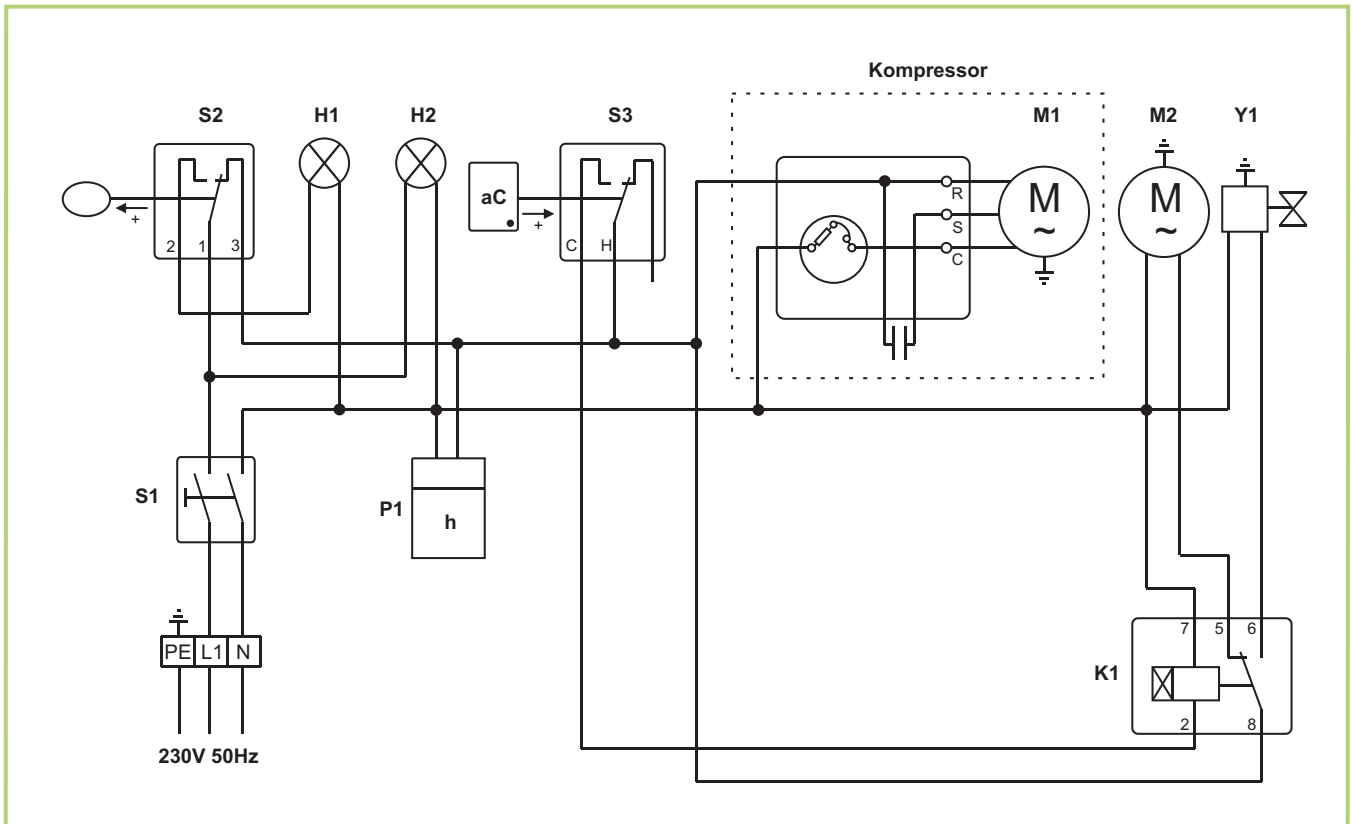 Kompressor
S2 H1 H2 S3 M1 M2 Y1
aC
M
~
M
~
R
S
C
+
+
2 1 3
C H
S1
P1
h
PE L1 N
230V 50Hz
7 5 6
K1
2 8